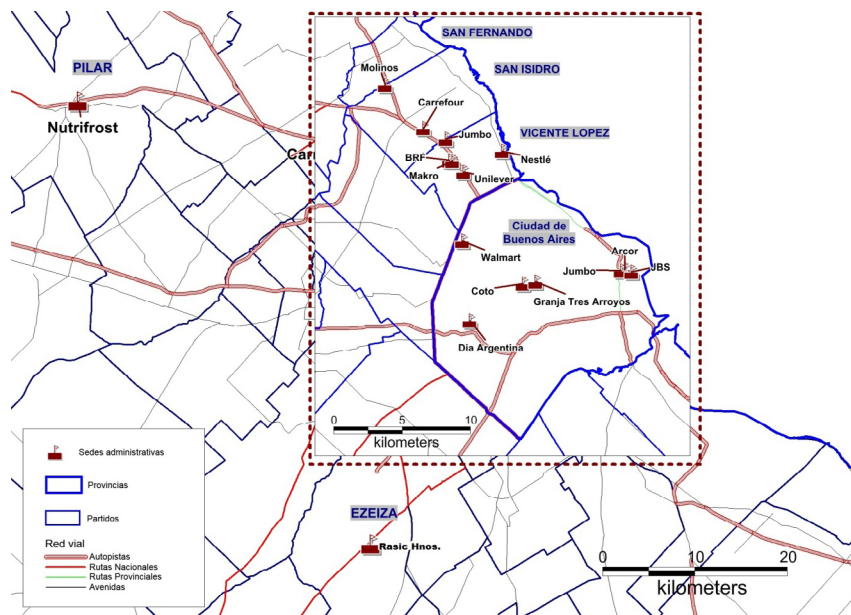 SAN FERNANDO
PILAR
Molinos
SAN ISIDRO
Nutrifrost
Carrefour
Jumbo
VICENTE LOPEZ
BRF
Nestlé
Makro
Unilever
Ciudad de
Buenos Aires
Walmart
Arcor
Jumbo
JBS
Coto
Granja Tres Arroyos
Dia Argentina
0 5 10
kilometers
Sedes administrativas
Provincias
Partidos
Red vial
Autopistas
Rutas Nacionales
Rutas Provinciales
Avenidas
EZEIZA
Rasic Hnos.
0 10 20
kilometers